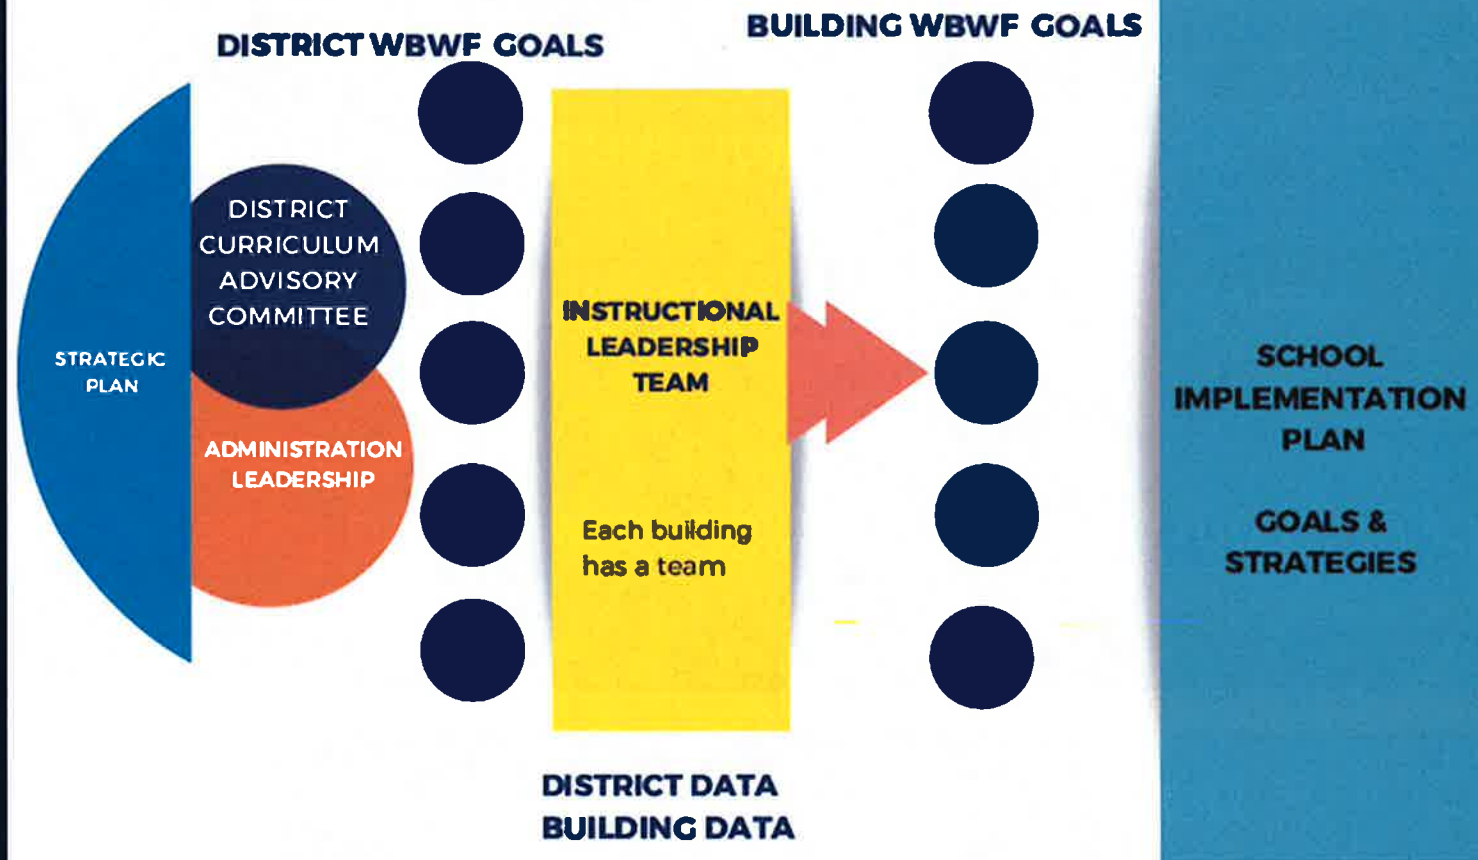 DISTRICT WBWF GOALS
BUILDING WBWF GOALS
STRATEGIC
PLAN
DISTRICT
CURRICULUM
ADVISORY
COMMITTEE
ADMINISTRATION
LEADERSHIP
INSTRUCTIONAL
LEADERSHIP
TEAM
Each building
has a team
DISTRICT DATA
BUILDING DATA
SCHOOL
IMPLEMENTATION
PLAN
GOALS &
STRATEGIES